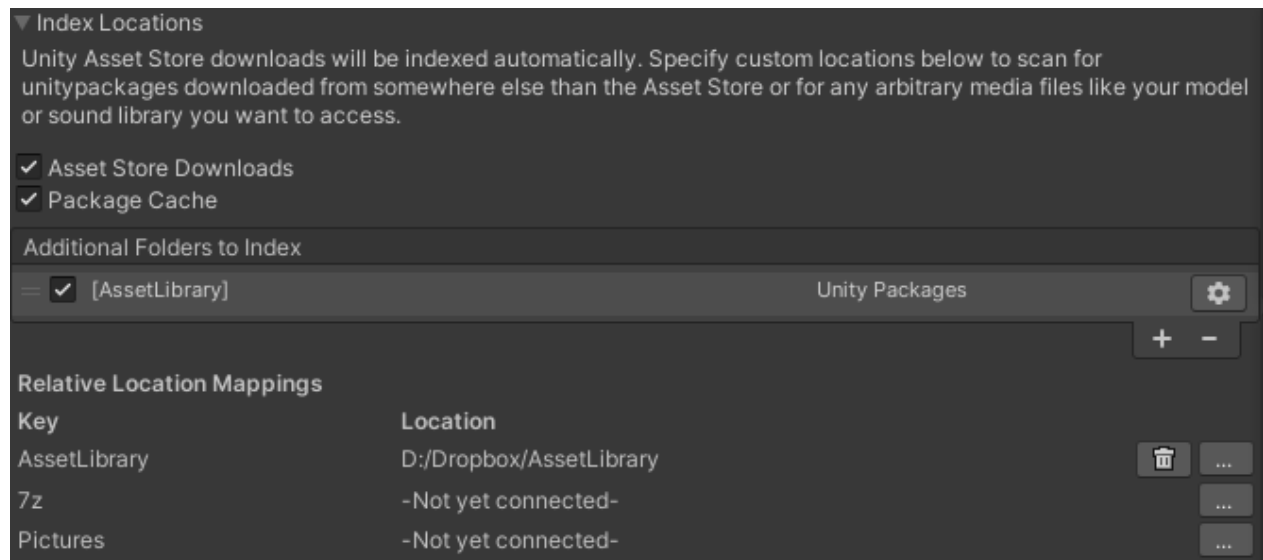 Index Locations
Unity Asset Store downloads will be indexed automatically. Specify custom locations below to scan for
unitypackages downloaded from somewhere else than the Asset Store or for any arbitrary media files like your model
or sound library you want to access.
Asset Store Downloads
Package Cache
Additional Folders to Index
[AssetLibrary] Unity Packages
+ -
Relative Location Mappings
Key Location
AssetLibrary D:/Dropbox/AssetLibrary ...
7z -Not yet connected- ...
Pictures -Not yet connected- ...